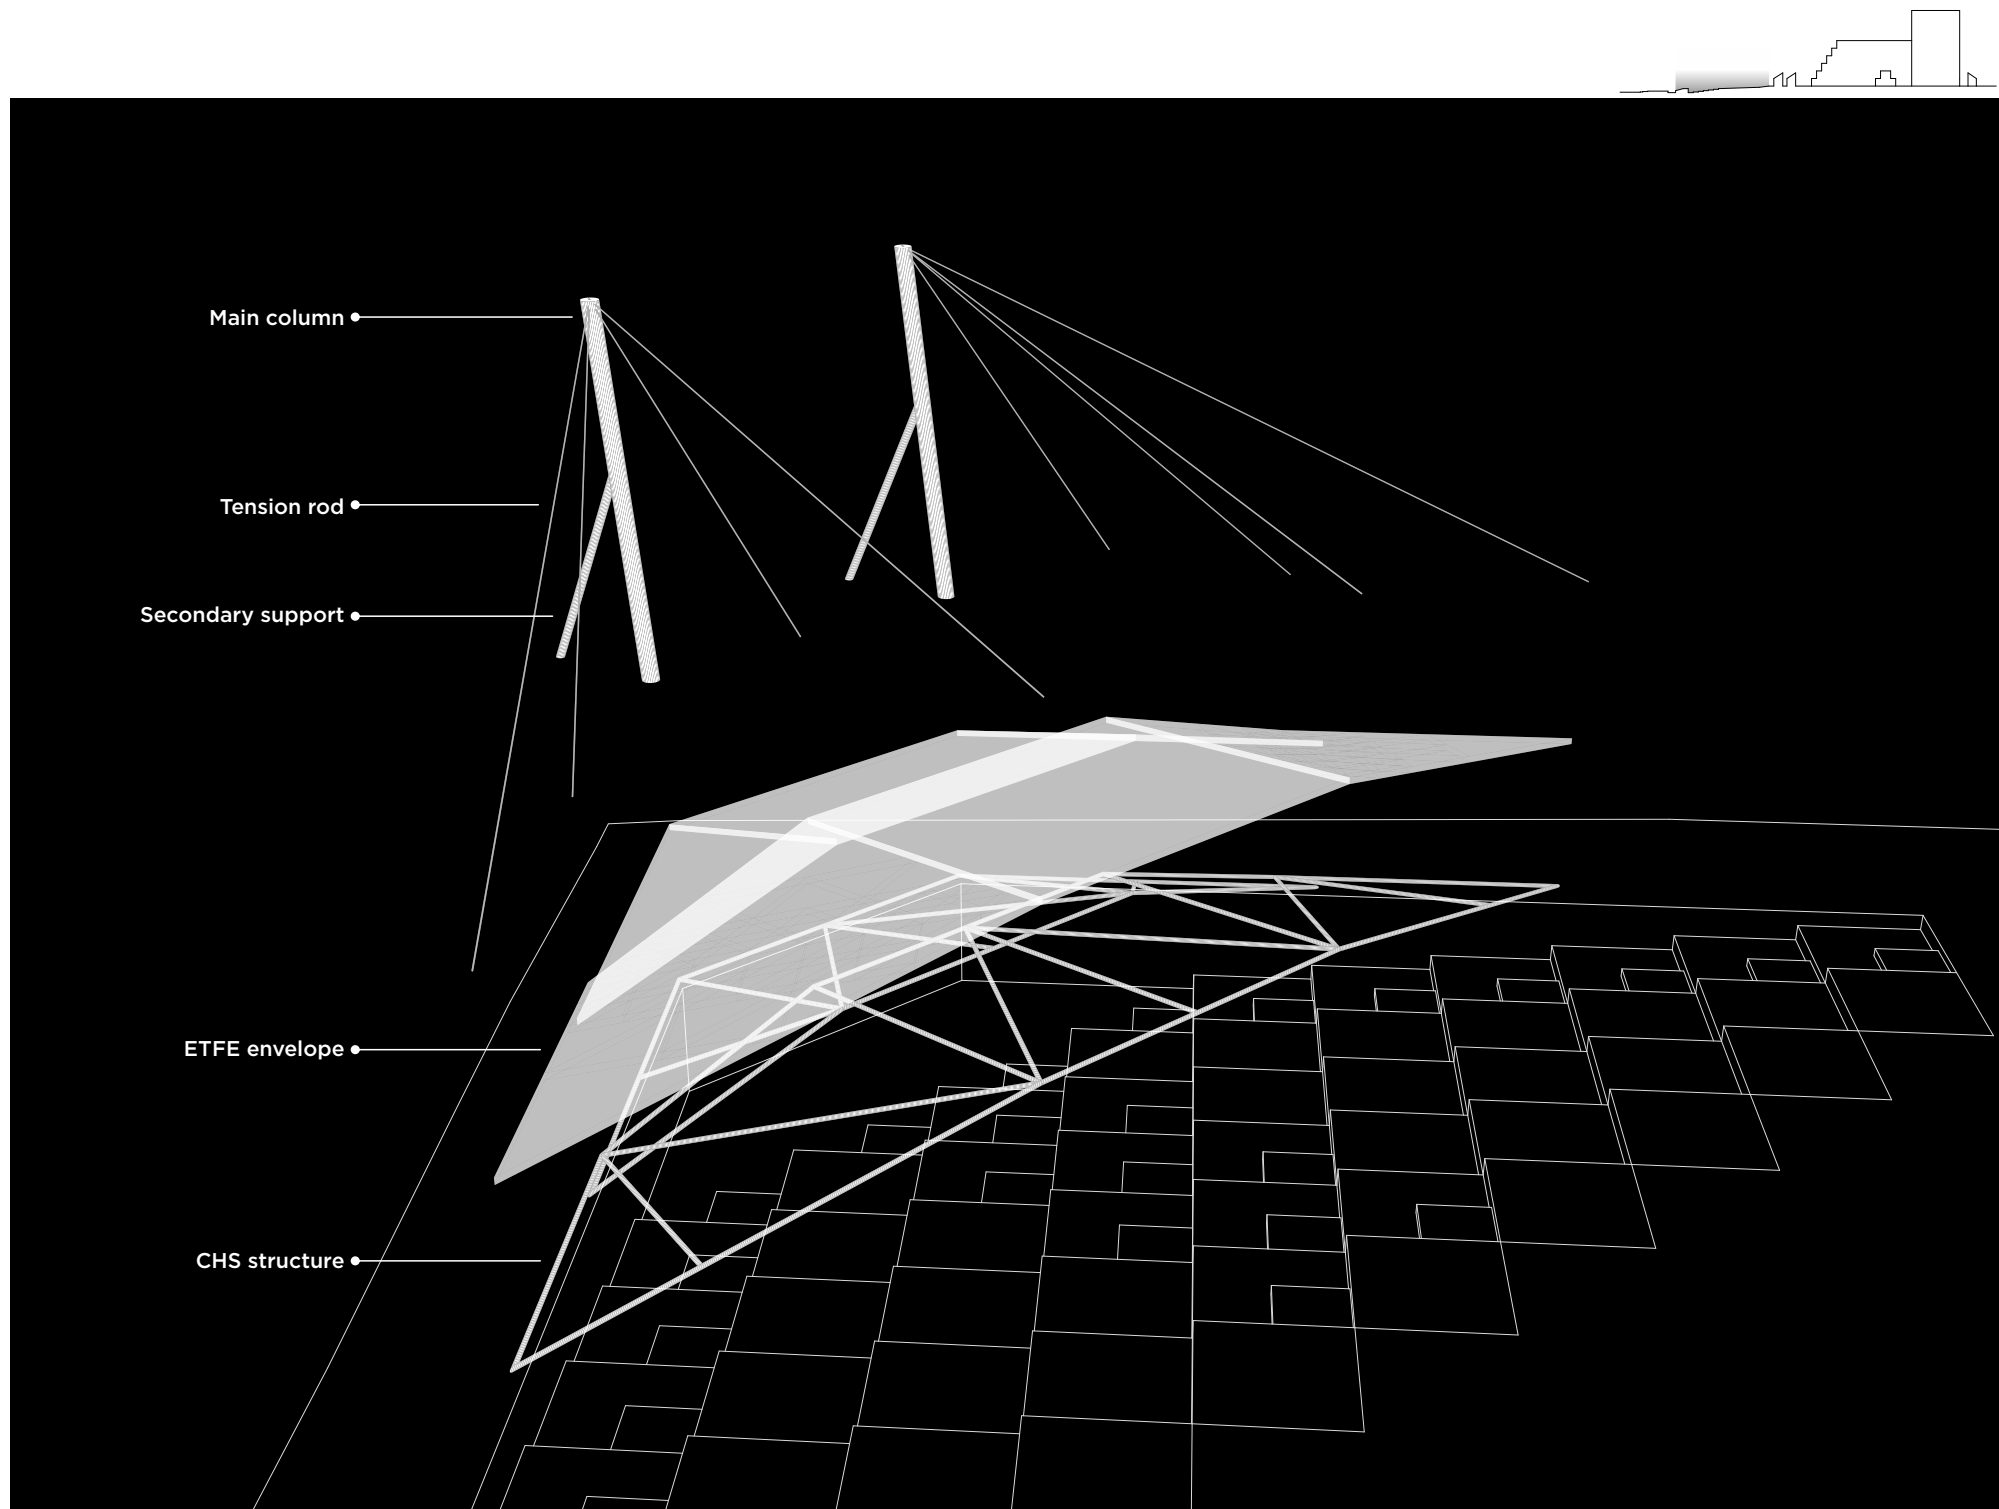 Main column
Tension rod
Secondary support
ETFE envelope
CHS structure